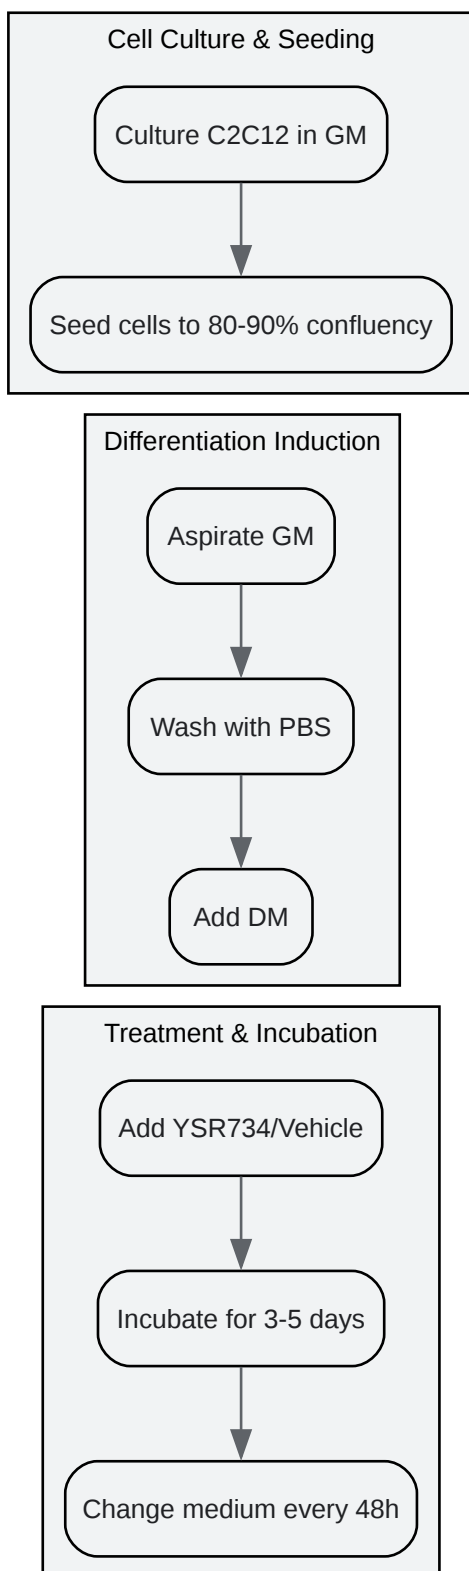 Cell Culture & Seeding
Culture C2C12 in GM
Seed cells to 80-90% confluency
Differentiation Induction
Aspirate GM
Wash with PBS
Add DM
Treatment & Incubation
Add YSR734/Vehicle
Incubate for 3-5 days
Change medium every 48h